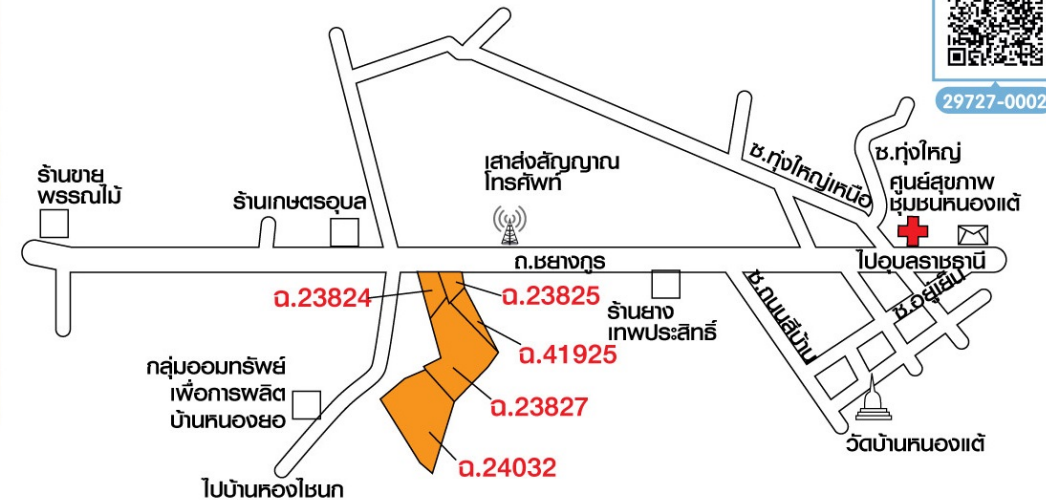 29727-0002
ซ.ทุ่งใหญ่เหนือ
ซ.ทุ่งใหญ่
ศูนย์สุขภาพ
ชุมชนหนองแต้
เสาส่งสัญญาณ
โทรศัพท์
ร้านขาย
พรรณไม้
ร้านเกษตรอุบล
ถ.ชยางกูร
ไปอุบลราชธานี
ฉ.23824
ฉ.23825
ร้านยาง
เทพประสิทธิ์
ซ.ถนนสีบ้าน
ซ.อยู่เย็น
ฉ.41925
กลุ่มออมทรัพย์
เพื่อการผลิต
บ้านหนองยอ
ฉ.23827
วัดบ้านหนองแต้
ฉ.24032
ไปบ้านหองไชนก